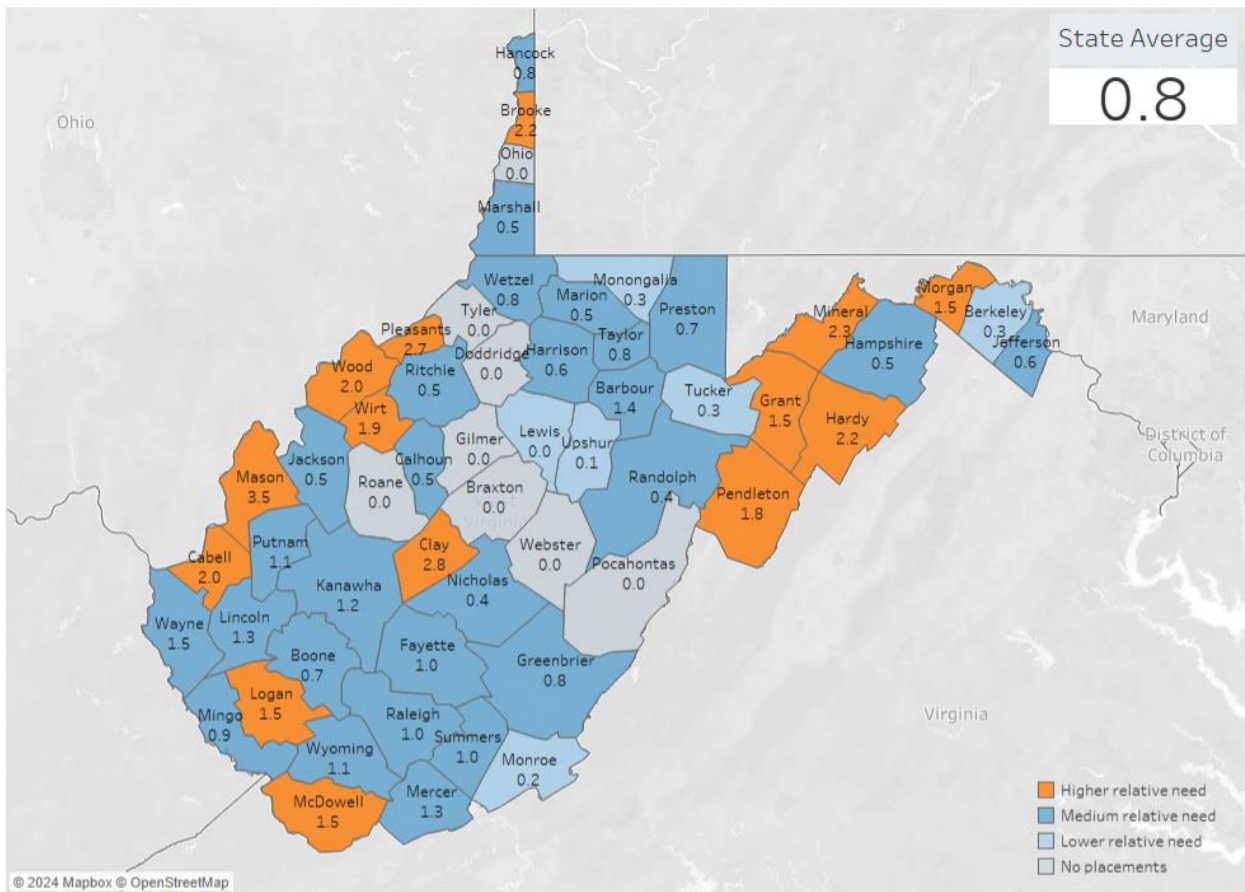 State Average
0.8
Ohio
Hancock
0.8
Brooke
2.2
Ohio
0.0
Marshall
0.5
Wetzel
0.8
Monongalia
0.3
Marion
0.5
Preston
0.7
Tyler
0.0
Pleasants
2.7
Doddridge
0.0
Harrison
0.6
Taylor
0.8
Mineral
2.3
Morgan
1.5
Berkeley
0.3
Jefferson
0.6
Maryland
Hampshire
0.5
Wood
2.0
Ritchie
0.5
Barbour
1.4
Tucker
0.3
Grant
1.5
Hardy
2.2
Wirt
1.9
Gilmer
0.0
Lewis
0.0
Upshur
0.1
District of
Columbia
Mason
3.5
Jackson
0.5
Roane
0.0
Calhoun
0.5
Braxton
0.0
Virginia
Randolph
0.4
Pendleton
1.8
Cabell
2.0
Putnam
1.1
Clay
2.8
Webster
0.0
Pocahontas
0.0
Kanawha
1.2
Nicholas
0.4
Wayne
1.5
Lincoln
1.3
Boone
0.7
Fayette
1.0
Greenbrier
0.8
Logan
1.5
Mingo
0.9
Raleigh
1.0
Summers
1.0
Virginia
Wyoming
1.1
Monroe
0.2
McDowell
1.5
Mercer
1.3
Higher relative need
Medium relative need
Lower relative need
No placements
© 2024 Mapbox © OpenStreetMap